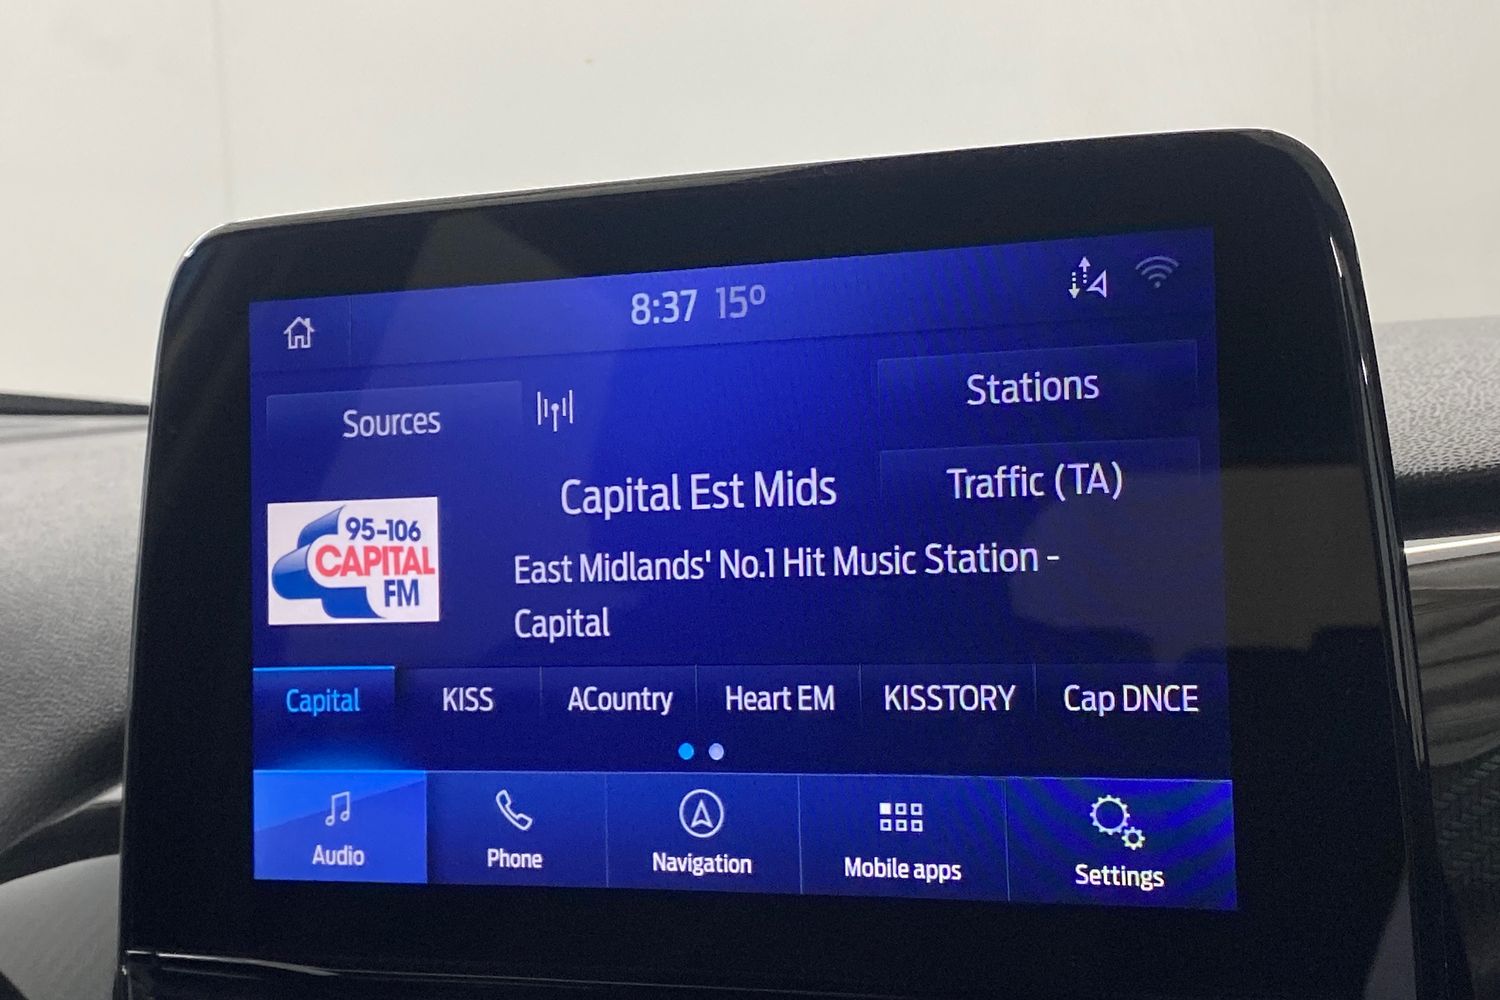 8:37 15º
Sources
Stations
Capital Est Mids
Traffic (TA)
95-106
CAPITAL
FM
East Midlands' No.1 Hit Music Station -
Capital
Capital KISS ACountry Heart EM KISSTORY Cap DNCE
Audio Phone Navigation Mobile apps Settings